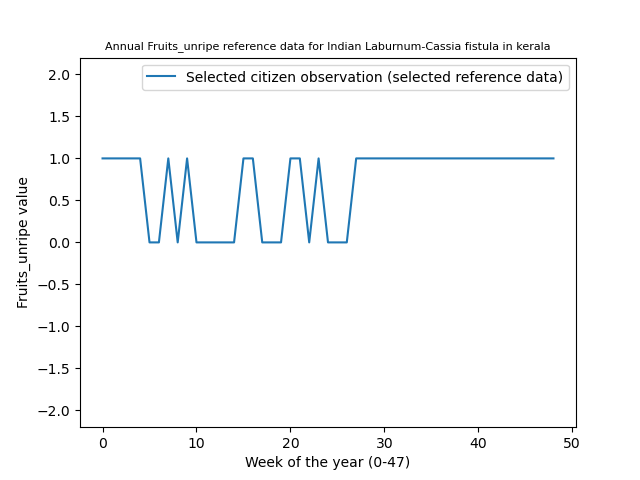 Annual Fruits_unripe reference data for Indian Laburnum-Cassia fistula in kerala
Selected citizen observation (selected reference data)
2.0
1.5
1.0
0.5
0.0
−0.5
−1.0
−1.5
−2.0
Fruits_unripe value
0 10 20 30 40 50
Week of the year (0-47)